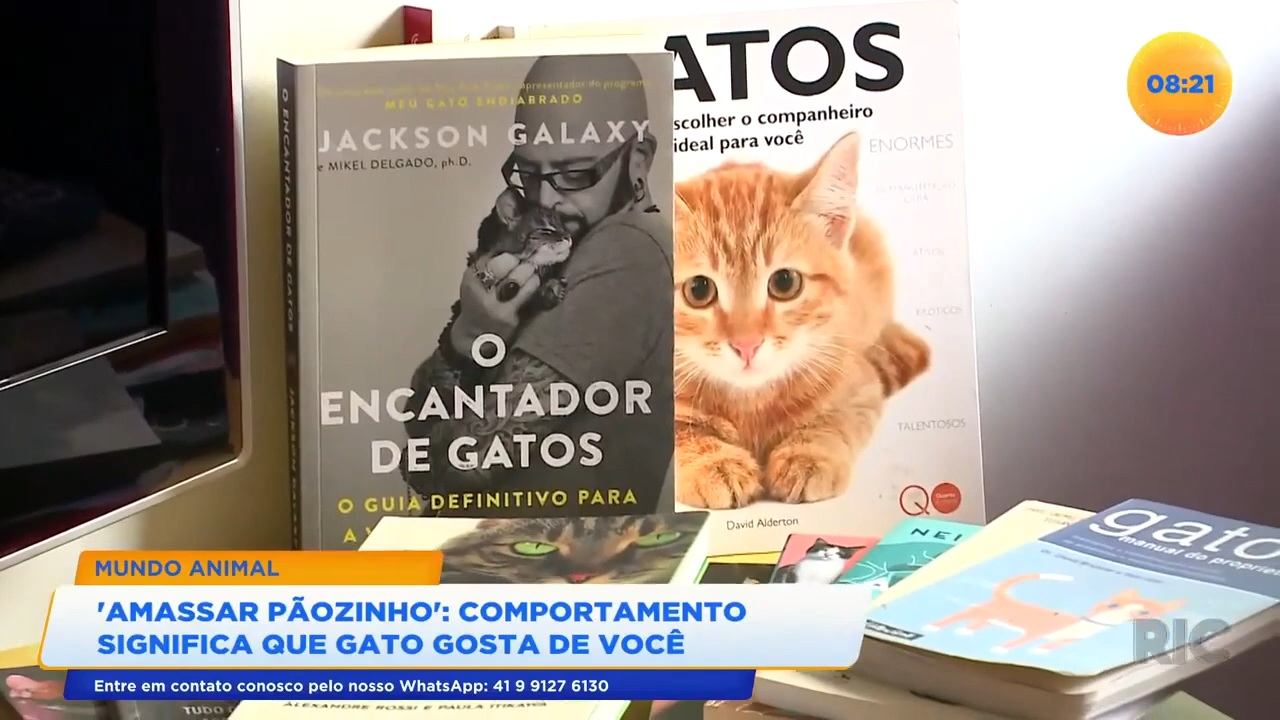 08:21
MEU GATO ENDIABRADO
JACKSON GALAXY
e MIKEL DELGADO, ph.D.
O
ENCANTADOR
DE GATOS
O GUIA DEFINITIVO PARA
O ENCANTADOR DE GATOS
ATOS
scolher o companheiro
ideal para você
ENORMES
EXÓTICOS
TALENTOSOS
David Alderton
NEI
gato
manual do proprie
RIC
MUNDO ANIMAL
'AMASSAR PÃOZINHO': COMPORTAMENTO
SIGNIFICA QUE GATO GOSTA DE VOCÊ
Entre em contato conosco pelo nosso WhatsApp: 41 9 9127 6130
TUDO
ALEXANDRE ROSSI E PAULA ITIKAWA